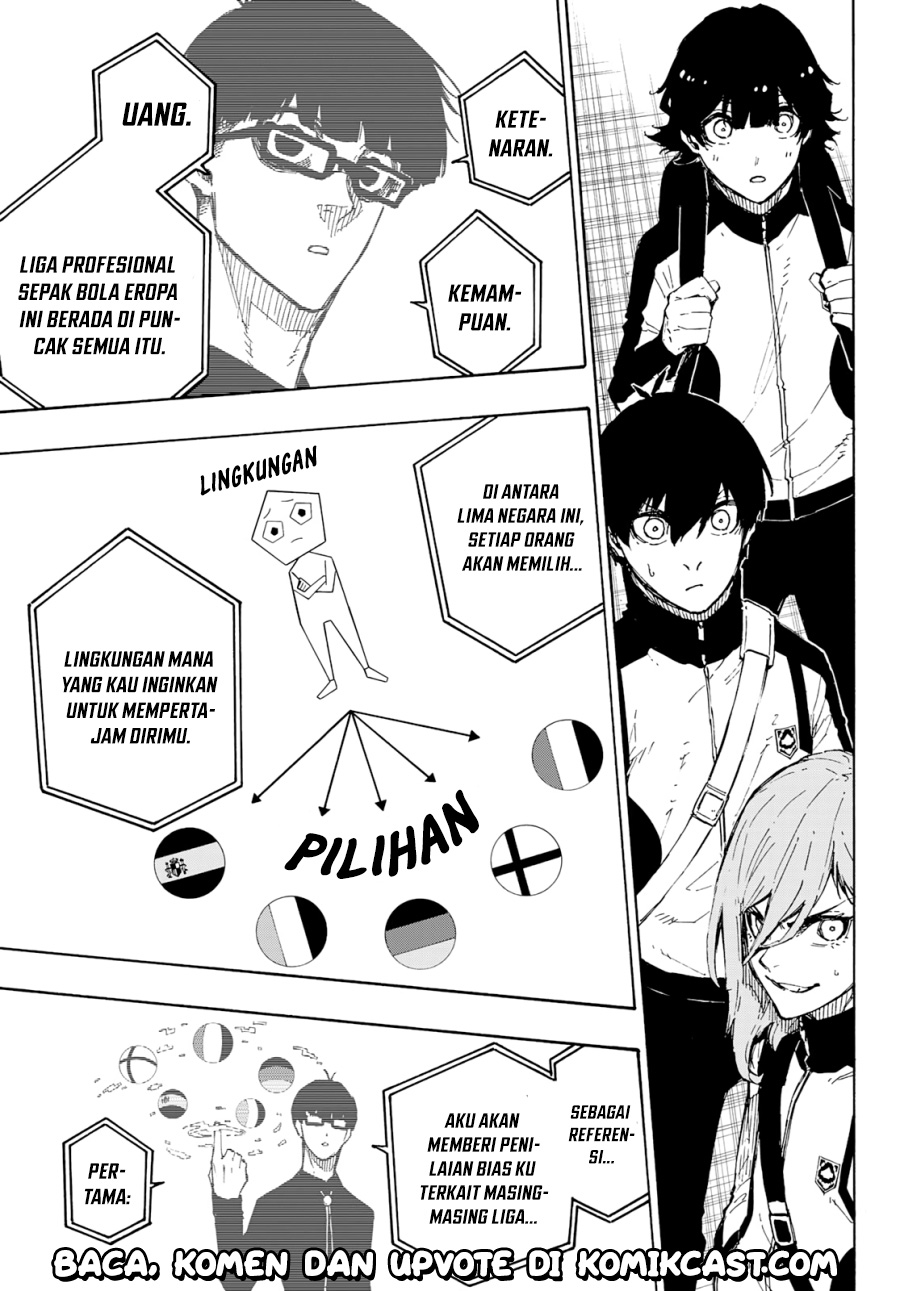 KETE-
NARAN.
UANG.
KEMAM-
PUAN.
LIGA PROFESIONAL
SEPAK BOLA EROPA
INI BERADA DI PUN-
CAK SEMUA ITU.
DI ANTARA
LIMA NEGARA INI,
SETIAP ORANG
AKAN MEMILIH...
LINGKUNGAN
LINGKUNGAN MANA
YANG KAU INGINKAN
UNTUK MEMPERTA-
JAM DIRIMU.
PILIHAN
SEBAGAI
REFEREN-
SI...
AKU AKAN
MEMBERI PENI-
LAIAN BIAS KU
TERKAIT MASING-
MASING LIGA...
PER-
TAMA:
BACA, KOMEN DAN UPVOTE DI KOMIKCAST.COM